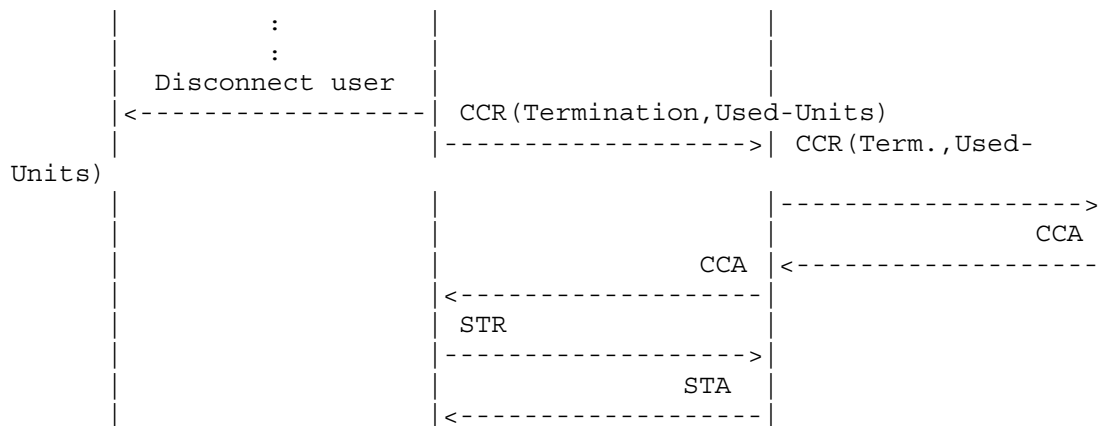 :
:
Disconnect user
CCR(Termination,Used-Units)
CCR(Term.,Used-
Units)
CCA
CCA
STR
STA